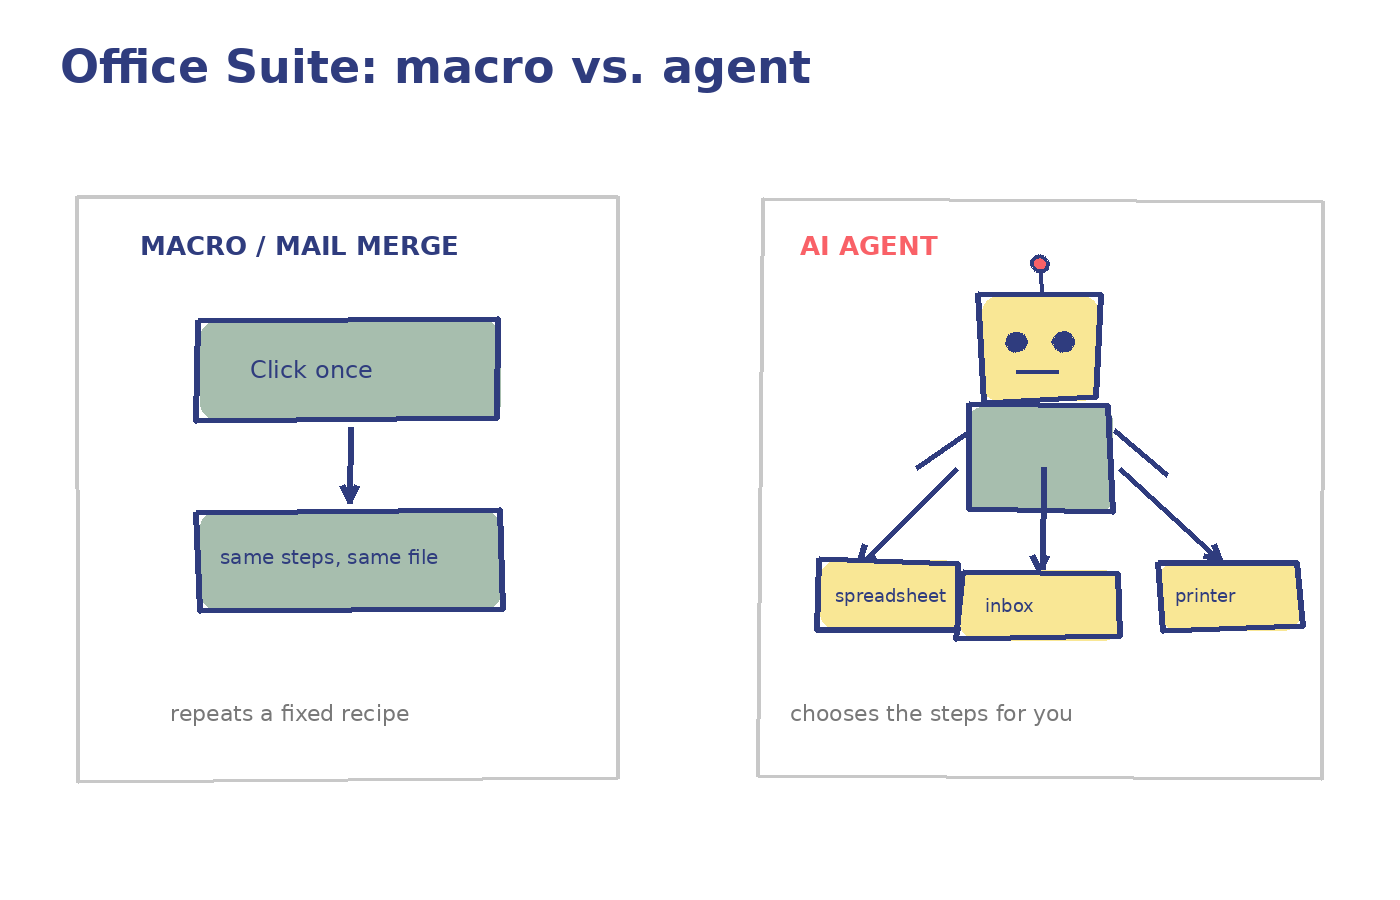 Office Suite: macro vs. agent
MACRO / MAIL MERGE
Click once
same steps, same file
repeats a fixed recipe
AI AGENT
spreadsheet
inbox
printer
chooses the steps for you